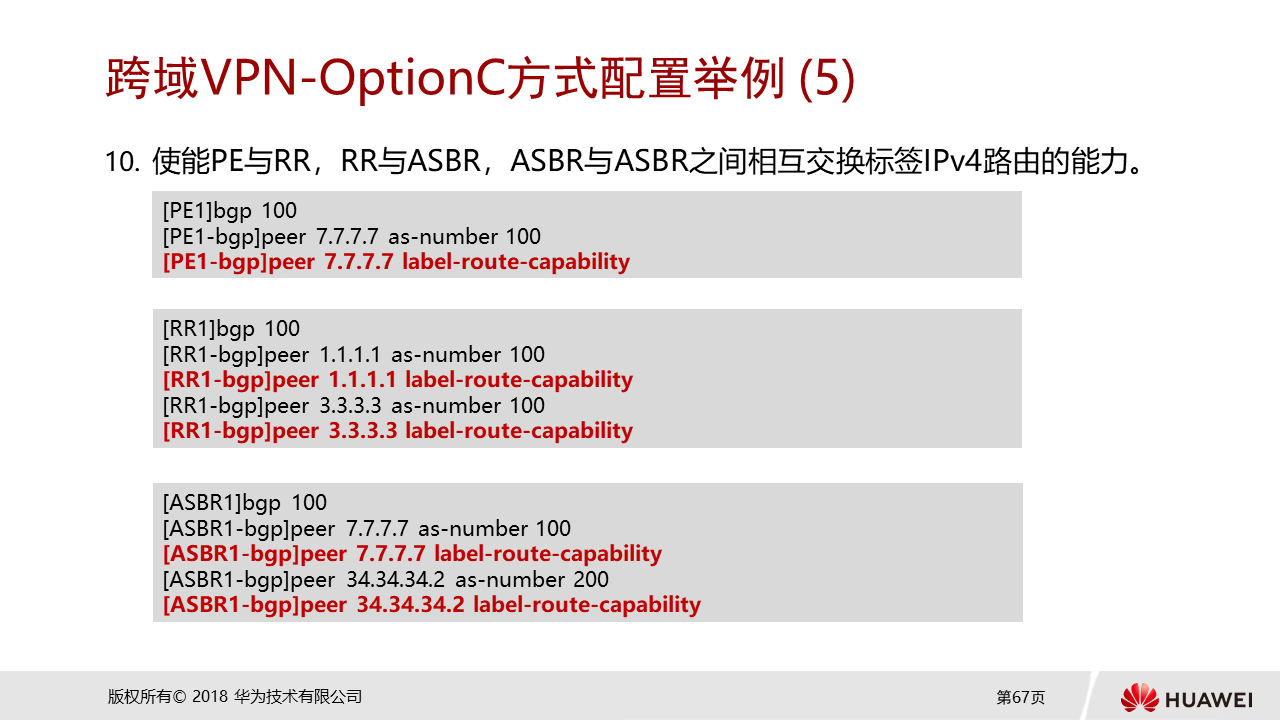 跨域VPN-OptionC方式配置举例 (5)
10. 使能PE与RR，RR与ASBR，ASBR与ASBR之间相互交换标签IPv4路由的能力。
[PE1]bgp 100
[PE1-bgp]peer 7.7.7.7 as-number 100
[PE1-bgp]peer 7.7.7.7 label-route-capability
[RR1]bgp 100
[RR1-bgp]peer 1.1.1.1 as-number 100
[RR1-bgp]peer 1.1.1.1 label-route-capability
[RR1-bgp]peer 3.3.3.3 as-number 100
[RR1-bgp]peer 3.3.3.3 label-route-capability
[ASBR1]bgp 100
[ASBR1-bgp]peer 7.7.7.7 as-number 100
[ASBR1-bgp]peer 7.7.7.7 label-route-capability
[ASBR1-bgp]peer 34.34.34.2 as-number 200
[ASBR1-bgp]peer 34.34.34.2 label-route-capability
版权所有© 2018 华为技术有限公司
第67页
HUAWEI